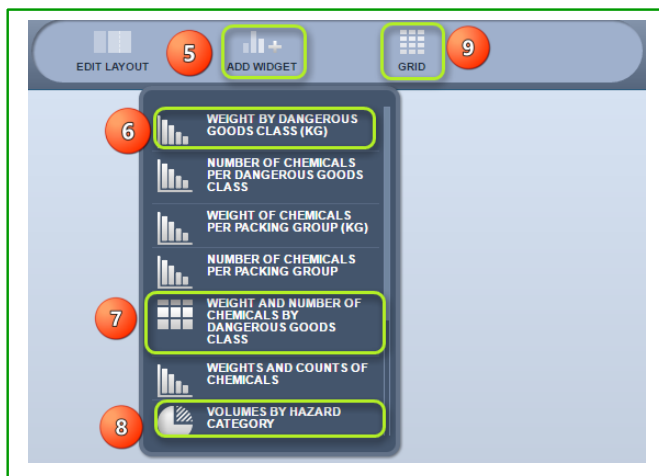 5
9
EDIT LAYOUT
ADD WIDGET
GRID
6
WEIGHT BY DANGEROUS
GOODS CLASS (KG)
NUMBER OF CHEMICALS
PER DANGEROUS GOODS
CLASS
WEIGHT OF CHEMICALS
PER PACKING GROUP (KG)
NUMBER OF CHEMICALS
PER PACKING GROUP
7
WEIGHT AND NUMBER OF
CHEMICALS BY
DANGEROUS GOODS
CLASS
WEIGHTS AND COUNTS OF
CHEMICALS
8
VOLUMES BY HAZARD
CATEGORY